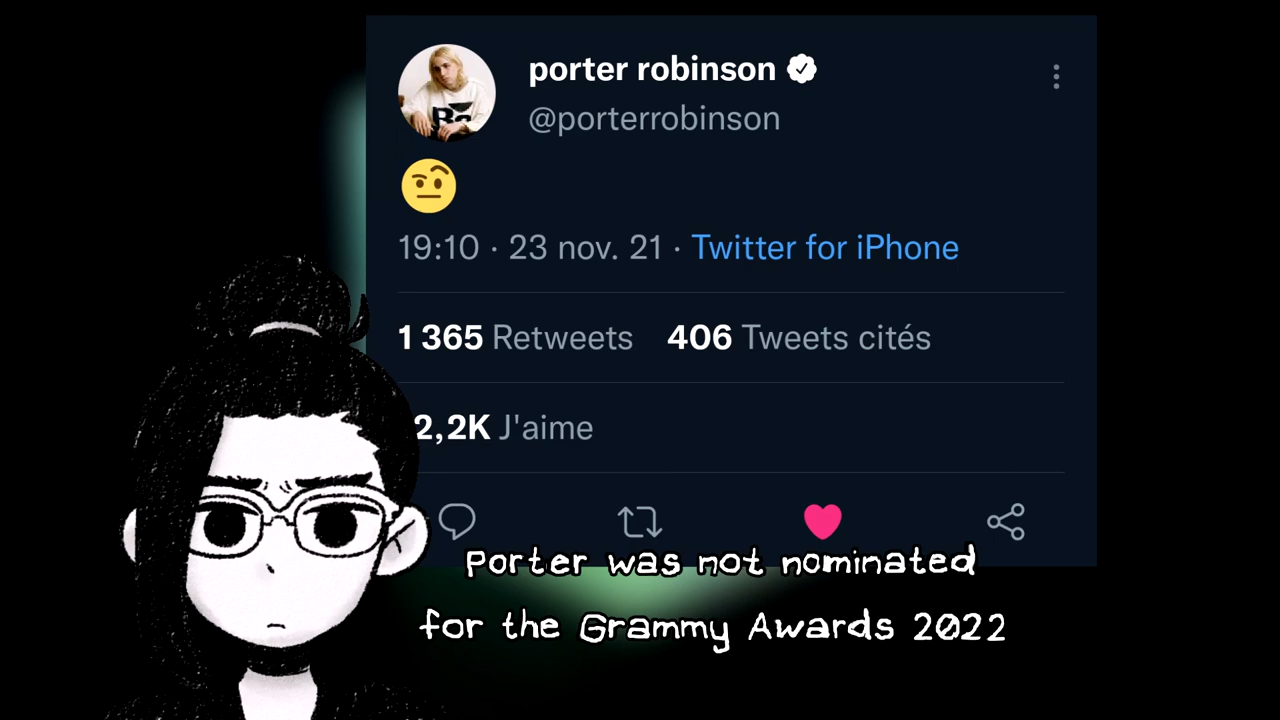 porter robinson
@porterrobinson
🤨
19:10 · 23 nov. 21 · Twitter for iPhone
1 365 Retweets 406 Tweets cités
2,2K J'aime
Porter was not nominated
for the Grammy Awards 2022